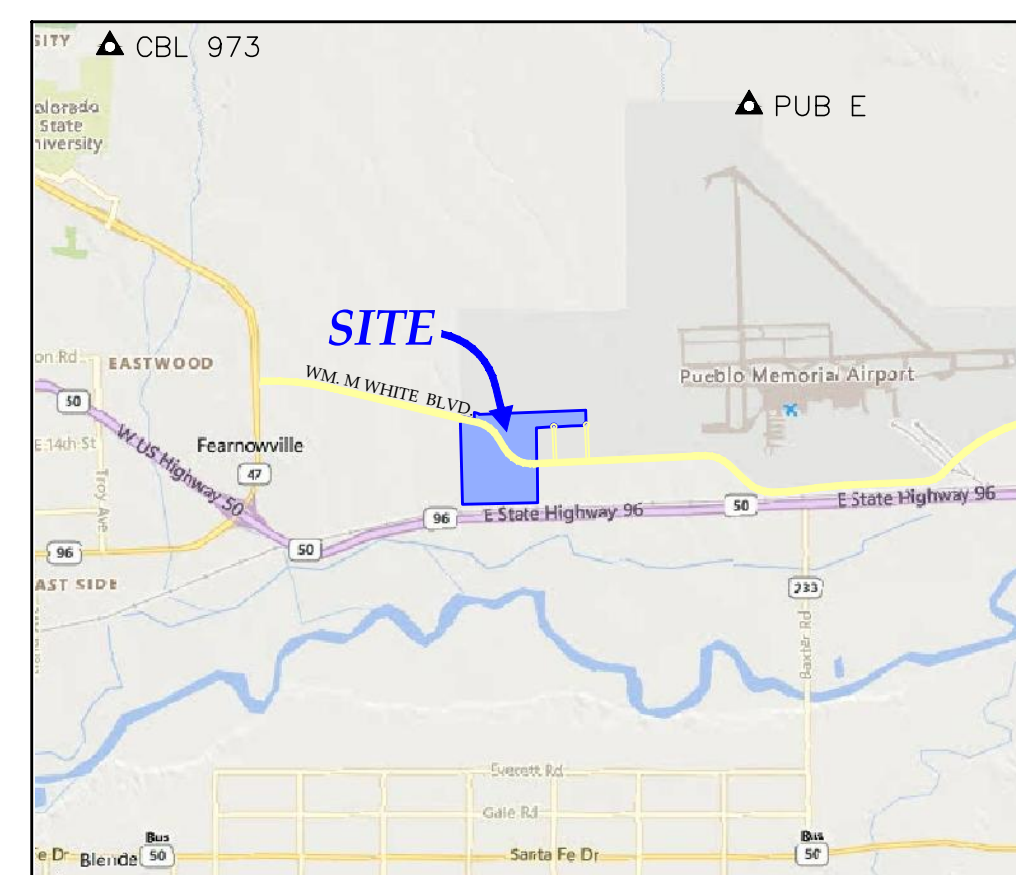 SITY
CBL 973
olorado
State
niversity
PUB E
SITE
on Rd
EASTWOOD
WM. M WHITE BLVD.
Pueblo Memorial Airport
50
E 14th St
W US Highway 50
Troy Ave
Fearnowville
47
96
E State Highway 96
50
E State Highway 96
96
50
AST SIDE
233
Baxter Rd
Everett Rd
Gale Rd
Bus
50
Bus
50
e Dr
Blende
Santa Fe Dr